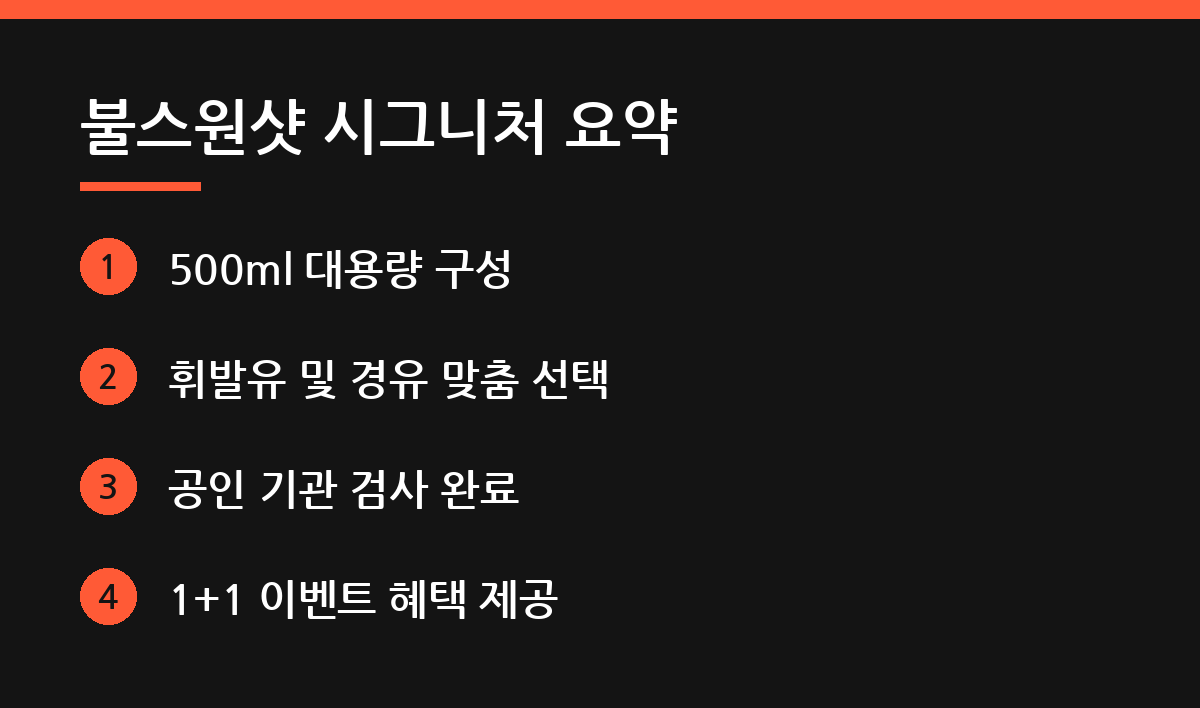 불스원샷 시그니처 요약
1 500ml 대용량 구성
2 휘발유 및 경유 맞춤 선택
3 공인 기관 검사 완료
4 1+1 이벤트 혜택 제공